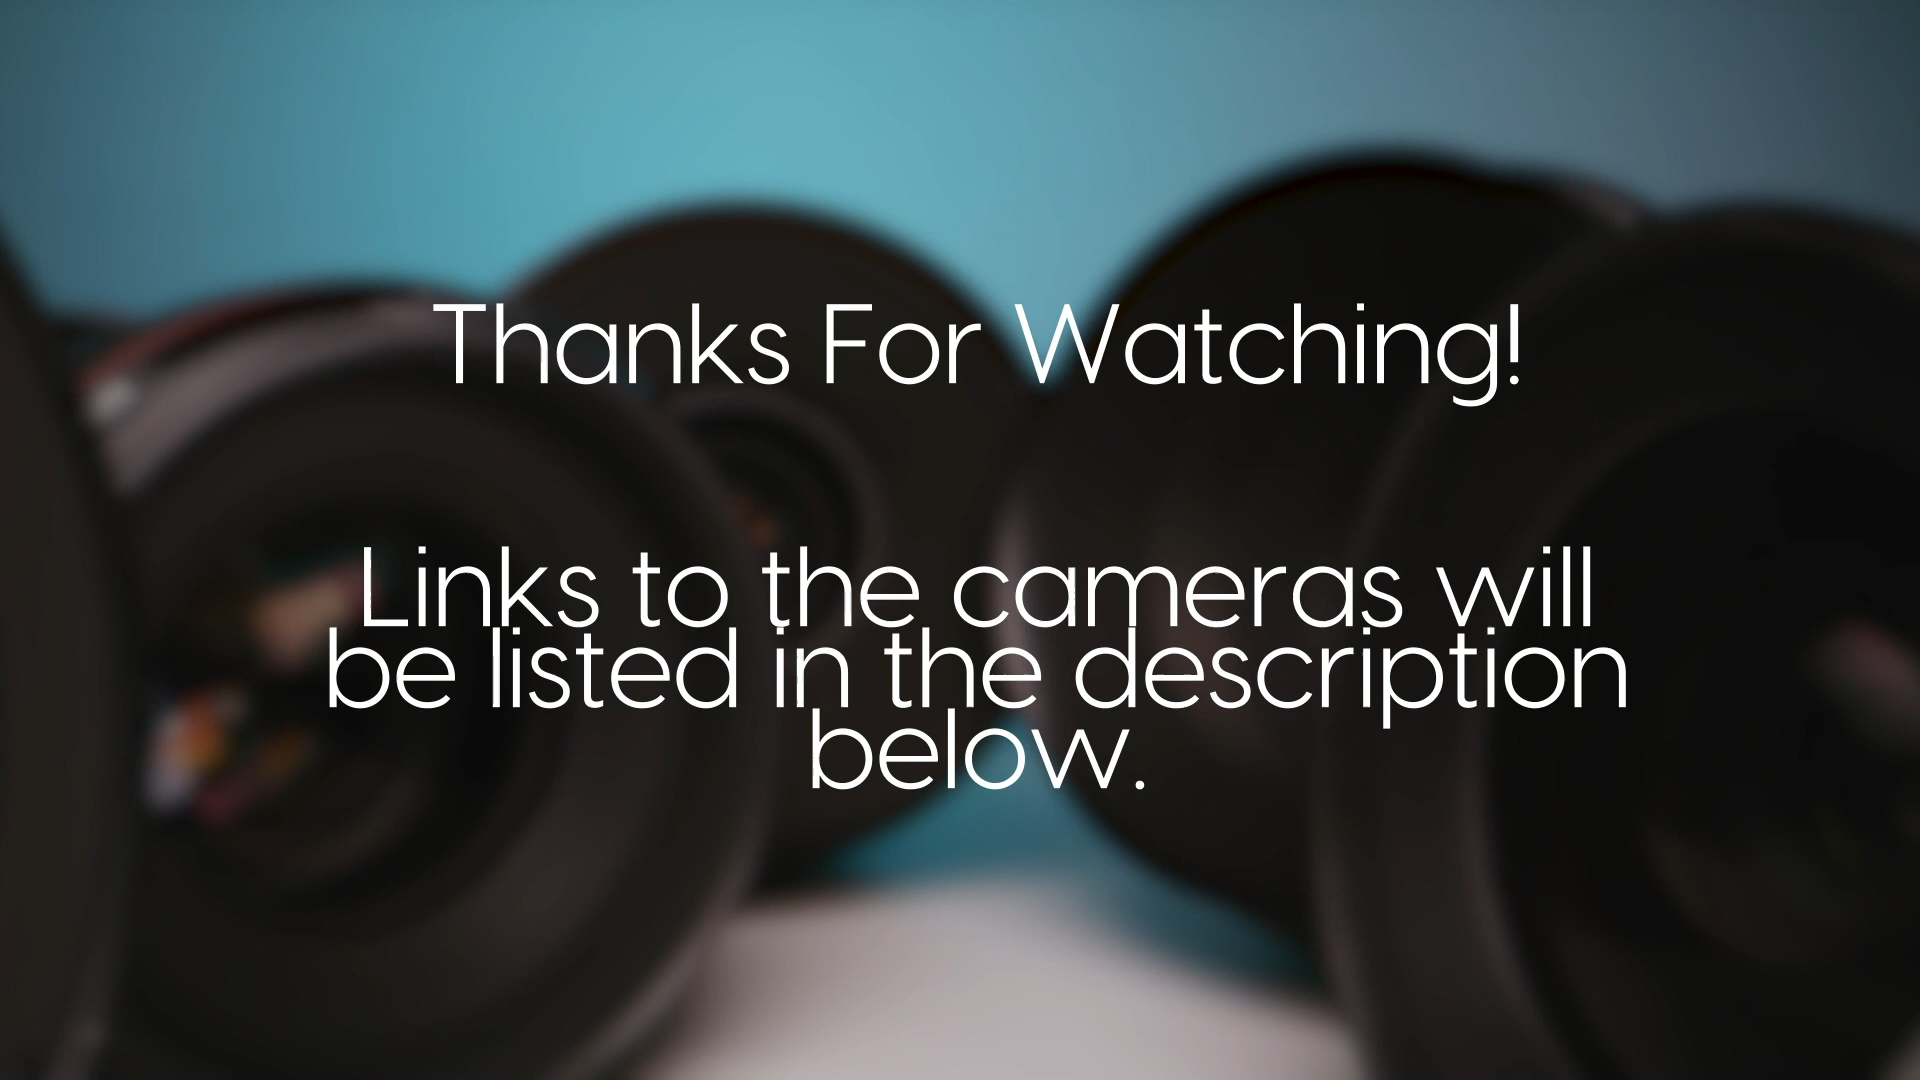 Thanks For Watching!
Links to the cameras will
be listed in the description
below.